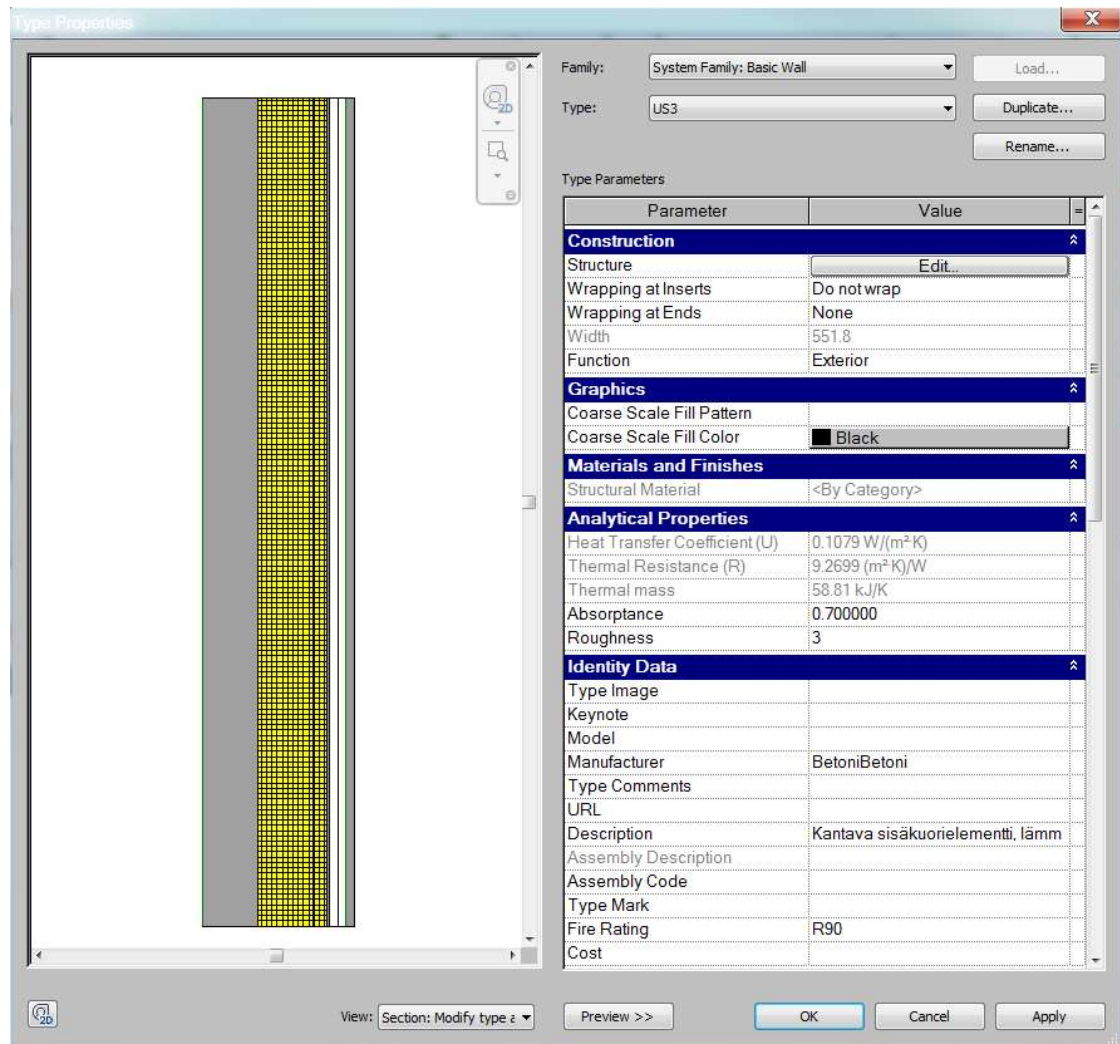 Type Properties
2D
Family: System Family: Basic Wall Load...
Type: US3 Duplicate...
Rename...
Type Parameters
Parameter Value =
Construction
Structure Edit...
Wrapping at Inserts Do not wrap
Wrapping at Ends None
Width 551.8
Function Exterior
Graphics
Coarse Scale Fill Pattern
Coarse Scale Fill Color Black
Materials and Finishes
Structural Material <By Category>
Analytical Properties
Heat Transfer Coefficient (U) 0.1079 W/(m²·K)
Thermal Resistance (R) 9.2699 (m²·K)/W
Thermal mass 58.81 kJ/K
Absorptance 0.700000
Roughness 3
Identity Data
Type Image
Keynote
Model
Manufacturer BetoniBetoni
Type Comments
URL
Description Kantava sisäkuorielementti, lämm
Assembly Description
Assembly Code
Type Mark
Fire Rating R90
Cost
2D View: Section: Modify type a Preview >> OK Cancel Apply